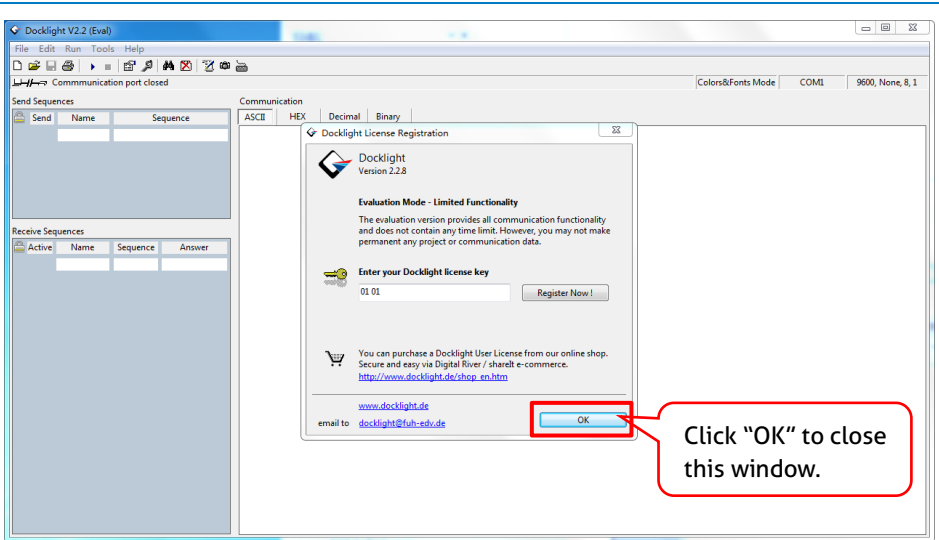 Docklight V2.2 (Eval)
File Edit Run Tools Help
Commmunication port closed
Colors&Fonts Mode COM1 9600, None, 8, 1
Send Sequences
Send Name Sequence
Communication
ASCII HEX Decimal Binary
Docklight License Registration
Docklight
Version 2.2.8
Evaluation Mode - Limited Functionality
The evaluation version provides all communication functionality
and does not contain any time limit. However, you may not make
permanent any project or communication data.
Receive Sequences
Active Name Sequence Answer
Enter your Docklight license key
01 01
Register Now !
You can purchase a Docklight User License from our online shop.
Secure and easy via Digital River / shareIt e-commerce.
http://www.docklight.de/shop_en.htm
www.docklight.de
email to docklight@fuh-edv.de
OK
Click “OK” to close
this window.